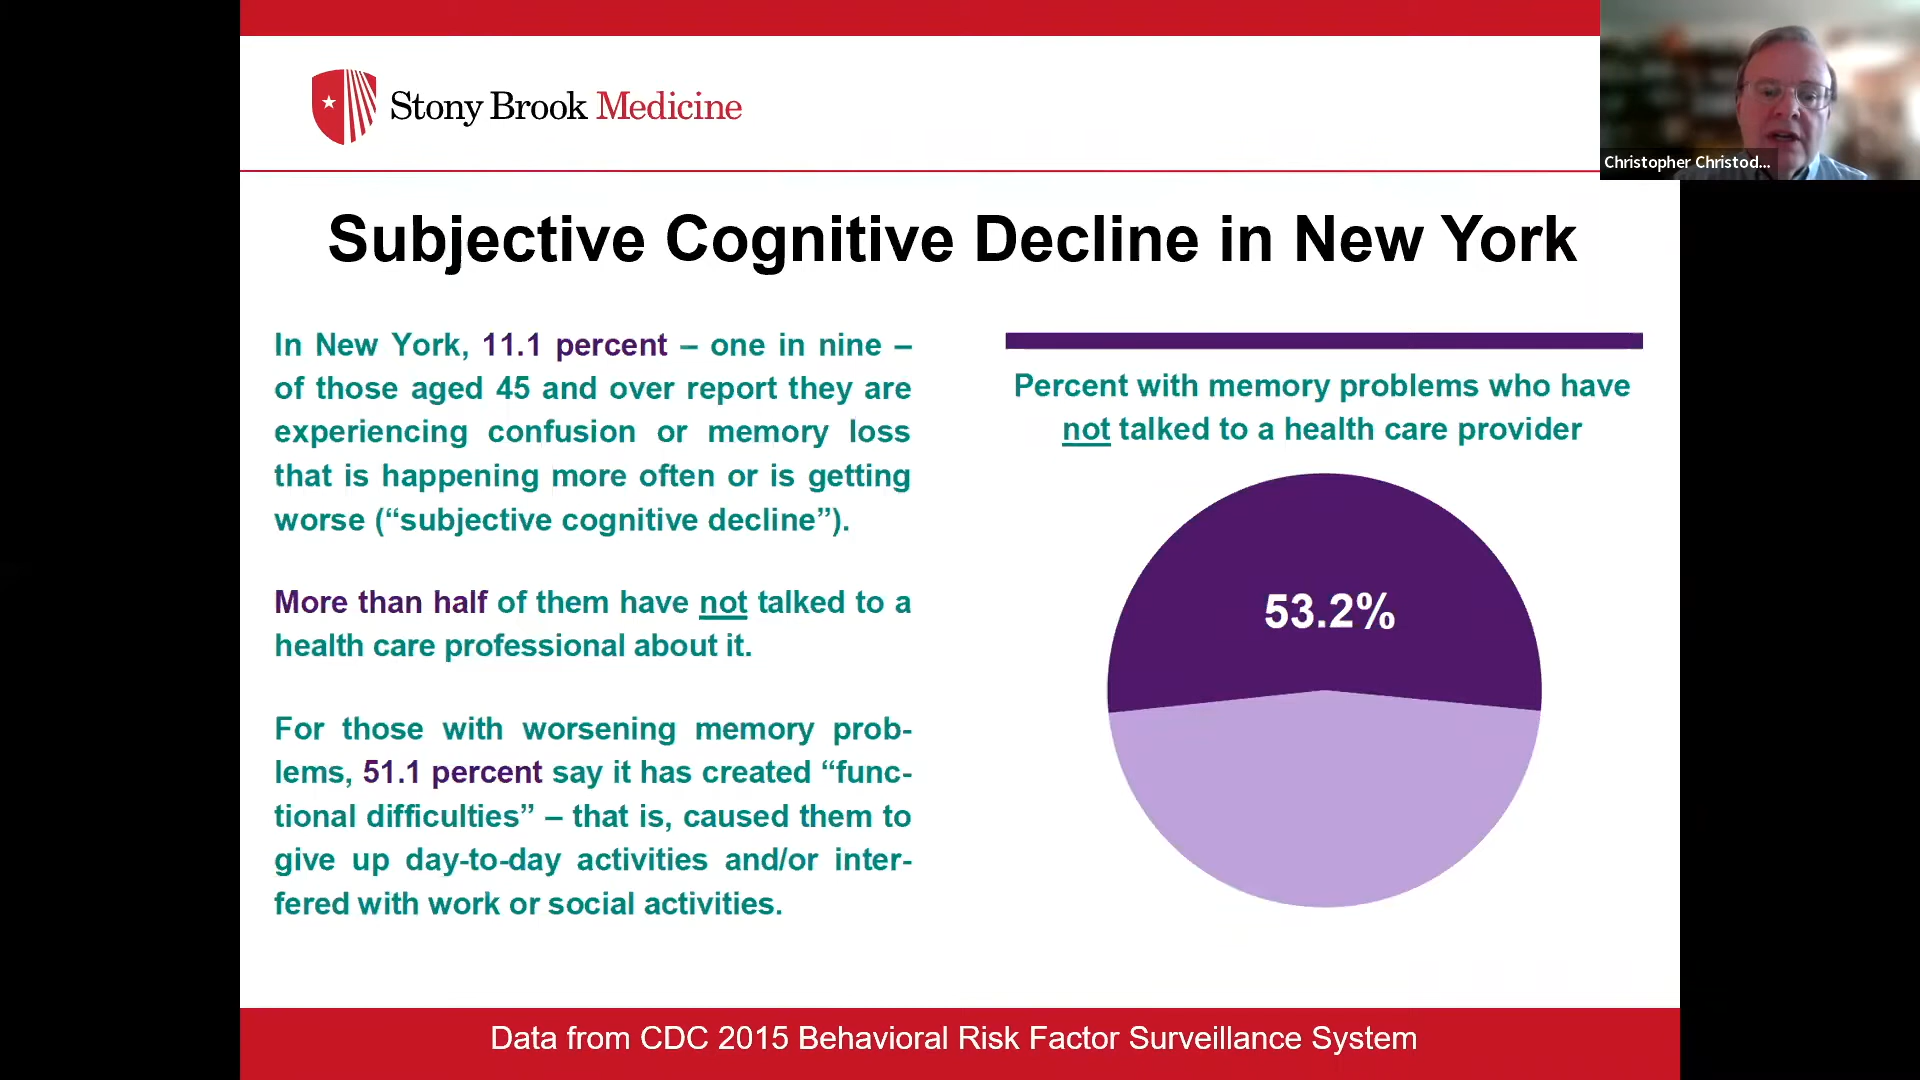 Stony Brook Medicine
Christopher Christod...
Subjective Cognitive Decline in New York
In New York, 11.1 percent – one in nine –
of those aged 45 and over report they are
experiencing confusion or memory loss
that is happening more often or is getting
worse (“subjective cognitive decline”).
More than half of them have not talked to a
health care professional about it.
For those with worsening memory prob-
lems, 51.1 percent say it has created “func-
tional difficulties” – that is, caused them to
give up day-to-day activities and/or inter-
fered with work or social activities.
Percent with memory problems who have
not talked to a health care provider
53.2%
Data from CDC 2015 Behavioral Risk Factor Surveillance System